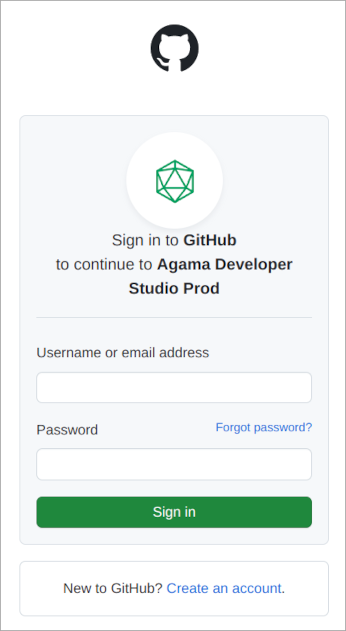 Sign in to GitHub
to continue to Agama Developer
Studio Prod
Username or email address
Password
Forgot password?
Sign in
New to GitHub? Create an account.